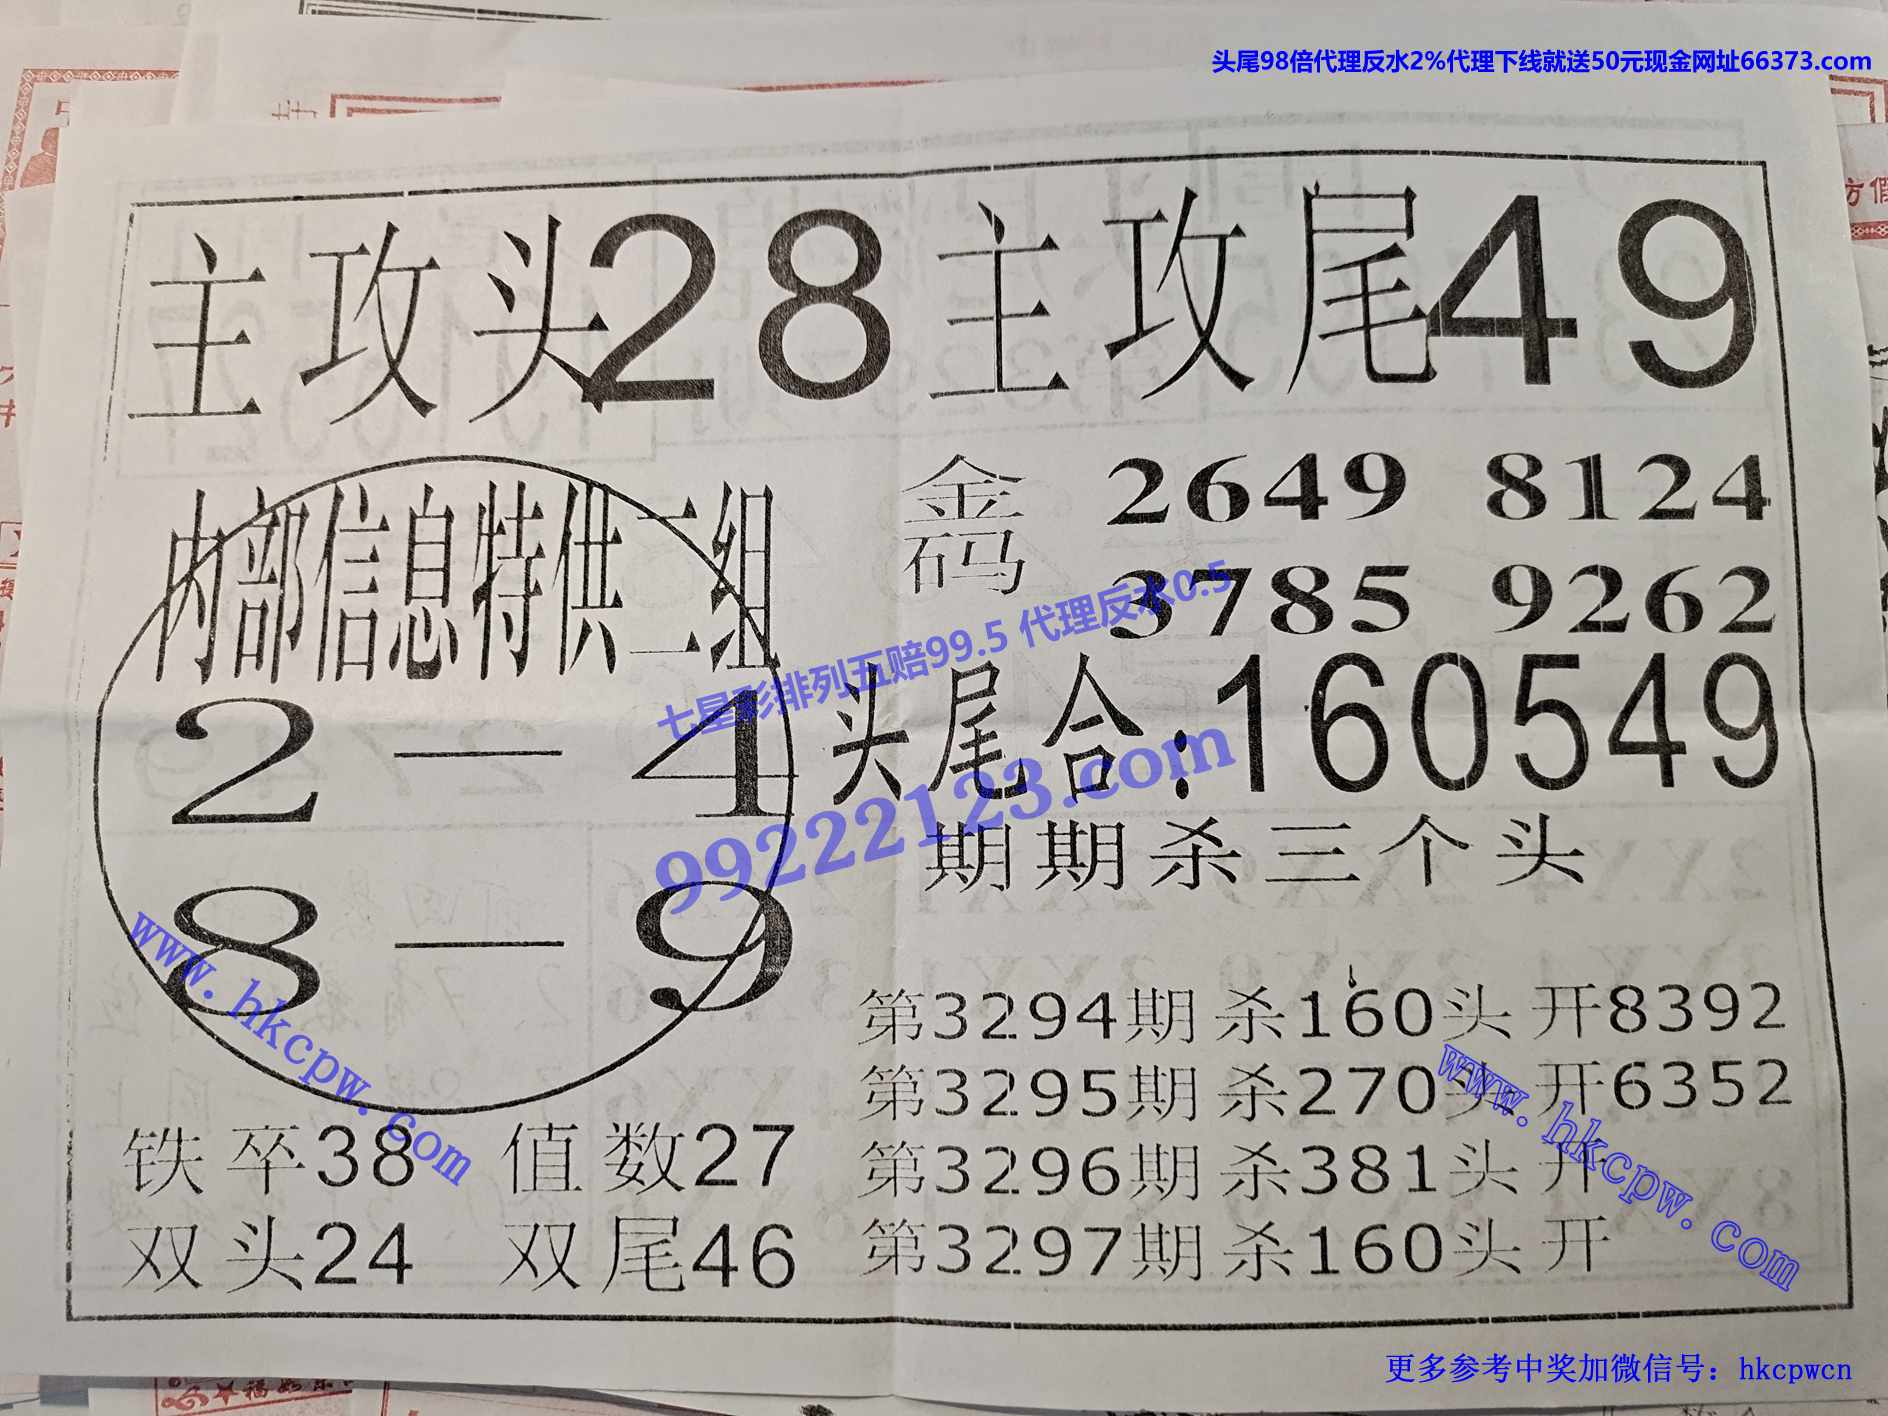 头尾98倍代理反水2%代理下线就送50元现金网址66373.com
主攻头28 主攻尾49
内部信息特供二组
2—4
8—9
金码 2649 8124
3785 9262
七星彩排列五赔99.5 代理反水0.5
99222123.com
头尾合:160549
期期杀三个头
第3294期 杀160头 开8392
第3295期 杀270头 开6352
第3296期 杀381头 开
第3297期 杀160头 开
铁卒38 值数27
双头24 双尾46
www.hkcpw.com
www.hkcpw.com
更多参考中奖加微信号：hkcpwcn